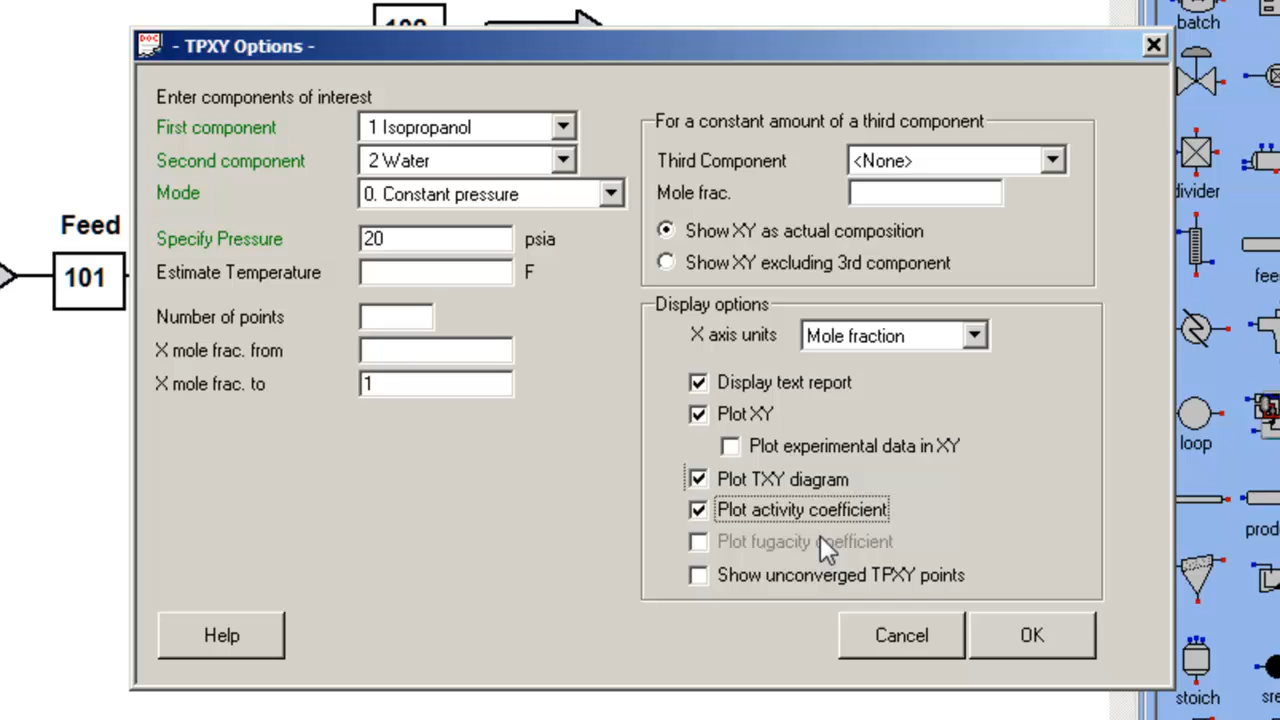 batch
DOC - TPXY Options -
Enter components of interest
First component 1 Isopropanol
Second component 2 Water
Mode 0. Constant pressure
Specify Pressure 20 psia
Estimate Temperature F
Number of points
X mole frac. from
X mole frac. to 1
For a constant amount of a third component
Third Component <None>
Mole frac.
Show XY as actual composition
Show XY excluding 3rd component
Display options
X axis units Mole fraction
Display text report
Plot XY
Plot experimental data in XY
Plot TXY diagram
Plot activity coefficient
Plot fugacity coefficient
Show unconverged TPXY points
Help
Cancel
OK
Feed
101
divider
fee
loop
prod
stoich
sre